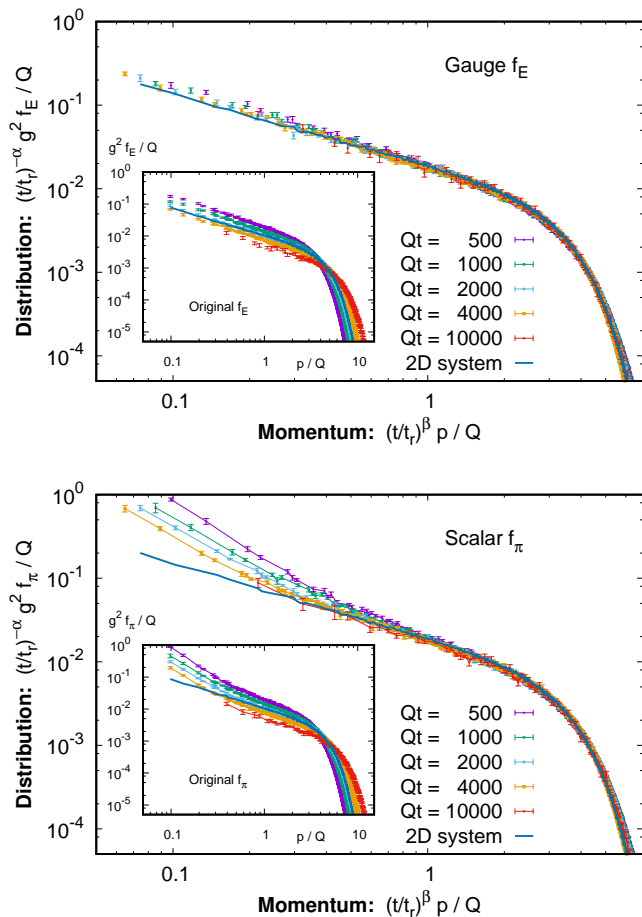 Distribution: (t/t_r)^{-α} g^2 f_E / Q
10^0
10^{-1}
10^{-2}
10^{-3}
10^{-4}
Gauge f_E
g^2 f_E / Q
10^0
10^{-1}
10^{-2}
10^{-3}
10^{-4}
10^{-5}
Original f_E
0.1 1 p / Q 10
Qt = 500
Qt = 1000
Qt = 2000
Qt = 4000
Qt = 10000
2D system
0.1 1
Momentum: (t/t_r)^β p / Q
Distribution: (t/t_r)^{-α} g^2 f_π / Q
10^0
10^{-1}
10^{-2}
10^{-3}
10^{-4}
Scalar f_π
g^2 f_π / Q
10^0
10^{-1}
10^{-2}
10^{-3}
10^{-4}
10^{-5}
Original f_π
0.1 1 p / Q 10
Qt = 500
Qt = 1000
Qt = 2000
Qt = 4000
Qt = 10000
2D system
0.1 1
Momentum: (t/t_r)^β p / Q